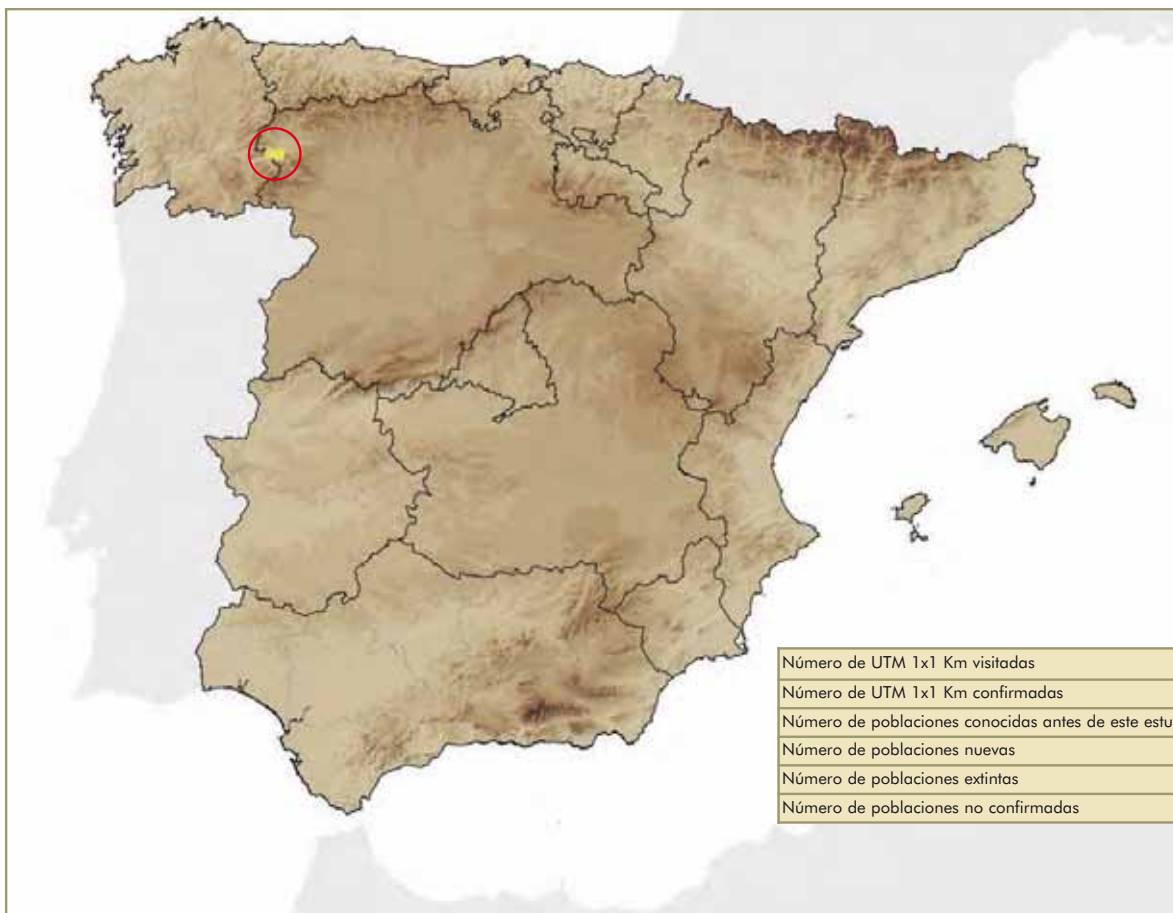 Número de UTM 1x1 Km visitadas
Número de UTM 1x1 Km confirmadas
Número de poblaciones conocidas antes de este estu
Número de poblaciones nuevas
Número de poblaciones extintas
Número de poblaciones no confirmadas